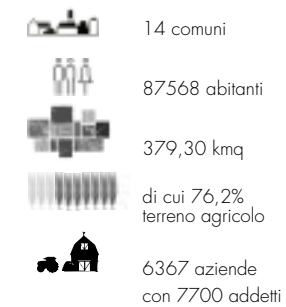 14 comuni
87568 abitanti
379,30 kmq
di cui 76,2%
terreno agricolo
6367 aziende
con 7700 addetti